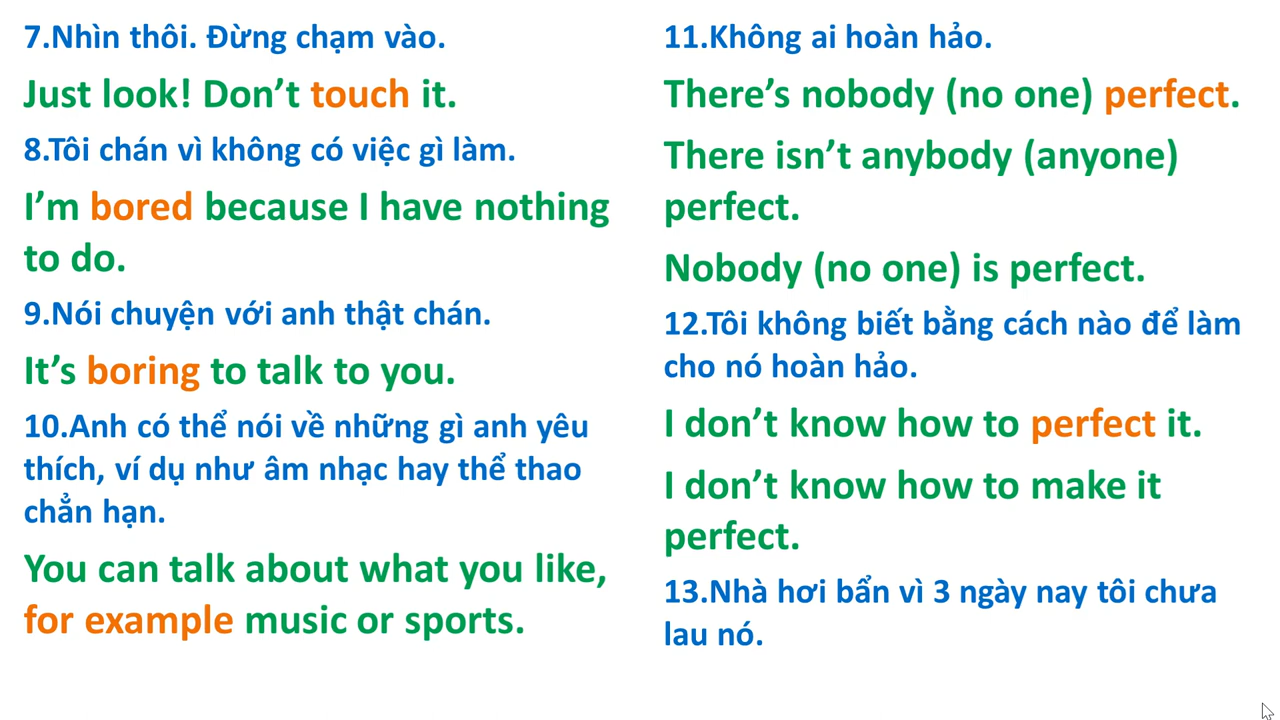 7.Nhìn thôi. Đừng chạm vào.
Just look! Don’t touch it.
8.Tôi chán vì không có việc gì làm.
I’m bored because I have nothing
to do.
9.Nói chuyện với anh thật chán.
It’s boring to talk to you.
10.Anh có thể nói về những gì anh yêu
thích, ví dụ như âm nhạc hay thể thao
chẳn hạn.
You can talk about what you like,
for example music or sports.
11.Không ai hoàn hảo.
There’s nobody (no one) perfect.
There isn’t anybody (anyone)
perfect.
Nobody (no one) is perfect.
12.Tôi không biết bằng cách nào để làm
cho nó hoàn hảo.
I don’t know how to perfect it.
I don’t know how to make it
perfect.
13.Nhà hơi bẩn vì 3 ngày nay tôi chưa
lau nó.